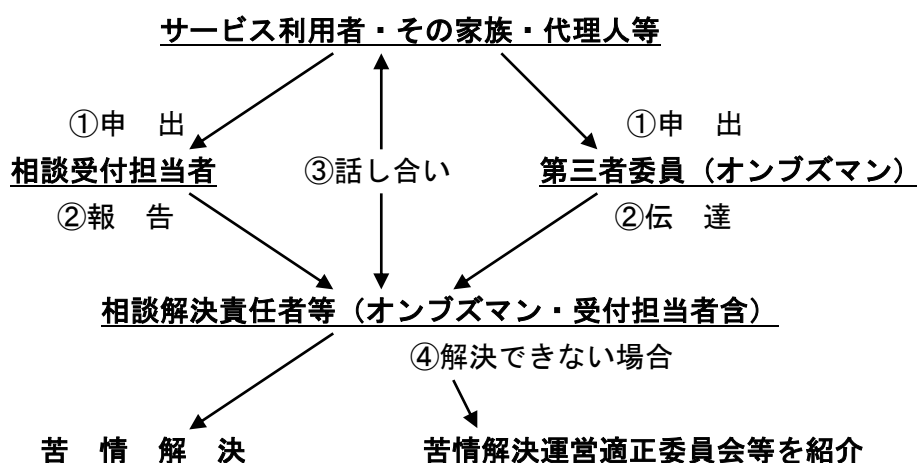 サービス利用者・その家族・代理人等
①申　出
①申　出
相談受付担当者
③話し合い
第三者委員（オンブズマン）
②報　告
②伝　達
相談解決責任者等（オンブズマン・受付担当者含）
④解決できない場合
苦　情　解　決
苦情解決運営適正委員会等を紹介